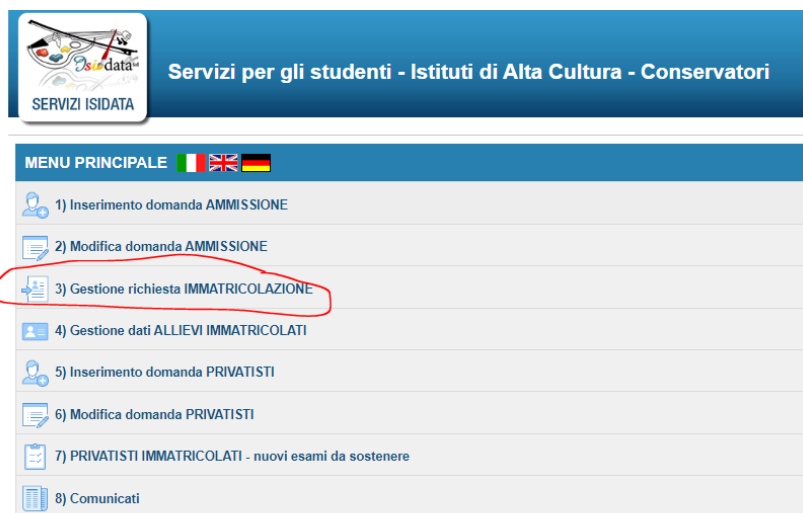 Isidata
SERVIZI ISIDATA
Servizi per gli studenti - Istituti di Alta Cultura - Conservatori
MENU PRINCIPALE
1) Inserimento domanda AMMISSIONE
2) Modifica domanda AMMISSIONE
3) Gestione richiesta IMMATRICOLAZIONE
4) Gestione dati ALLIEVI IMMATRICOLATI
5) Inserimento domanda PRIVATISTI
6) Modifica domanda PRIVATISTI
7) PRIVATISTI IMMATRICOLATI - nuovi esami da sostenere
8) Comunicati